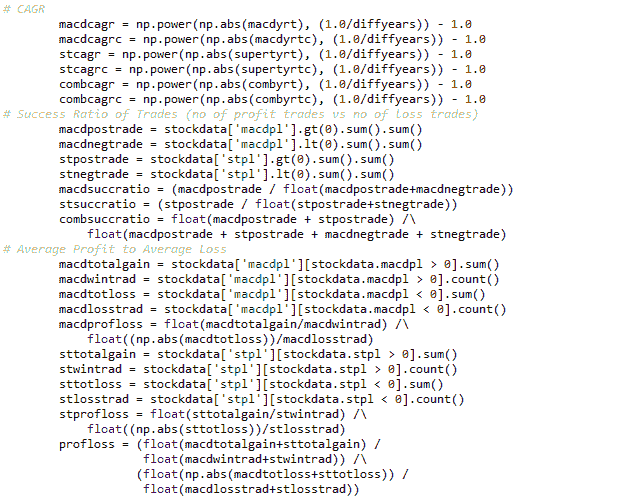 # CAGR
macdcagr = np.power(np.abs(macdyrt), (1.0/diffyears)) - 1.0
macdcagrc = np.power(np.abs(macdyrtc), (1.0/diffyears)) - 1.0
stcagr = np.power(np.abs(supertyrt), (1.0/diffyears)) - 1.0
stcagrc = np.power(np.abs(supertyrtc), (1.0/diffyears)) - 1.0
combcagr = np.power(np.abs(combyrt), (1.0/diffyears)) - 1.0
combcagrc = np.power(np.abs(combyrtc), (1.0/diffyears)) - 1.0
# Success Ratio of Trades (no of profit trades vs no of loss trades)
macdpostrade = stockdata['macdpl'].gt(0).sum().sum()
macdnegtrade = stockdata['macdpl'].lt(0).sum().sum()
stpostrade = stockdata['stpl'].gt(0).sum().sum()
stnegtrade = stockdata['stpl'].lt(0).sum().sum()
macdsuccratio = (macdpostrade / float(macdpostrade+macdnegtrade))
stsuccratio = (stpostrade / float(stpostrade+stnegtrade))
combsuccratio = float(macdpostrade + stpostrade) /\
float(macdpostrade + stpostrade + macdnegtrade + stnegtrade)
# Average Profit to Average Loss
macdtotalgain = stockdata['macdpl'][stockdata.macdpl > 0].sum()
macdwintrad = stockdata['macdpl'][stockdata.macdpl > 0].count()
macdtotloss = stockdata['macdpl'][stockdata.macdpl < 0].sum()
macdlosstrad = stockdata['macdpl'][stockdata.macdpl < 0].count()
macdprofloss = float(macdtotalgain/macdwintrad) /\
float((np.abs(macdtotloss))/macdlosstrad)
sttotalgain = stockdata['stpl'][stockdata.stpl > 0].sum()
stwintrad = stockdata['stpl'][stockdata.stpl > 0].count()
sttotloss = stockdata['stpl'][stockdata.stpl < 0].sum()
stlosstrad = stockdata['stpl'][stockdata.stpl < 0].count()
stprofloss = float(sttotalgain/stwintrad) /\
float((np.abs(sttotloss))/stlosstrad)
profloss = (float(macdtotalgain+sttotalgain) /
float(macdwintrad+stwintrad)) /\
(float(np.abs(macdtotloss+sttotloss)) /
float(macdlosstrad+stlosstrad))